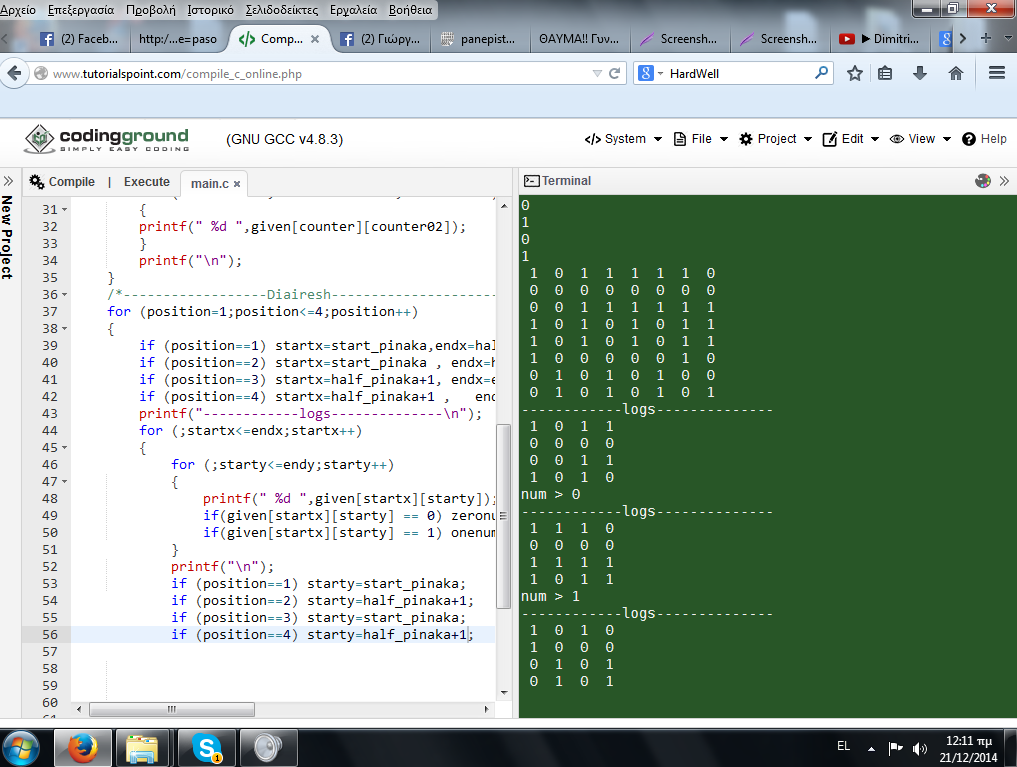 Αρχείο Επεξεργασία Προβολή Ιστορικό Σελιδοδείκτες Εργαλεία Βοήθεια
(2) Faceb... http:/...e=paso Comp... (2) Γιώργ... panepist... ΘΑΥΜΑ!! Γυν... Screensh... Screensh... Dimitri...
www.tutorialspoint.com/compile_c_online.php HardWell
codingground (GNU GCC v4.8.3) System File Project Edit View Help
SIMPLY EASY CODING
Compile | Execute main.c Terminal
New Project
31 {
32 printf(" %d ",given[counter][counter02]);
33 }
34 printf("\n");
35 }
36 /*------------------Diairesh---------------------
37 for (position=1;position<=4;position++)
38 {
39 if (position==1) startx=start_pinaka,endx=hal
40 if (position==2) startx=start_pinaka , endx=h
41 if (position==3) startx=half_pinaka+1, endx=e
42 if (position==4) startx=half_pinaka+1 , en
43 printf("------------logs--------------\n");
44 for (;startx<=endx;startx++)
45 {
46 for (;starty<=endy;starty++)
47 {
48 printf(" %d ",given[startx][starty]);
49 if(given[startx][starty] == 0) zeronu
50 if(given[startx][starty] == 1) onenum
51 }
52 printf("\n");
53 if (position==1) starty=start_pinaka;
54 if (position==2) starty=half_pinaka+1;
55 if (position==3) starty=start_pinaka;
56 if (position==4) starty=half_pinaka+1;
57
58
59
60
0
1
0
1
1 0 1 1 1 1 1 0
0 0 0 0 0 0 0 0
0 0 1 1 1 1 1 1
1 0 1 0 1 0 1 1
1 0 1 0 1 0 1 1
1 0 0 0 0 0 1 0
0 1 0 1 0 1 0 0
0 1 0 1 0 1 0 1
------------logs--------------
1 0 1 1
0 0 0 0
0 0 1 1
1 0 1 0
num > 0
------------logs--------------
1 1 1 0
0 0 0 0
1 1 1 1
1 0 1 1
num > 1
------------logs--------------
1 0 1 0
1 0 0 0
0 1 0 1
0 1 0 1
EL 12:11 πμ
21/12/2014